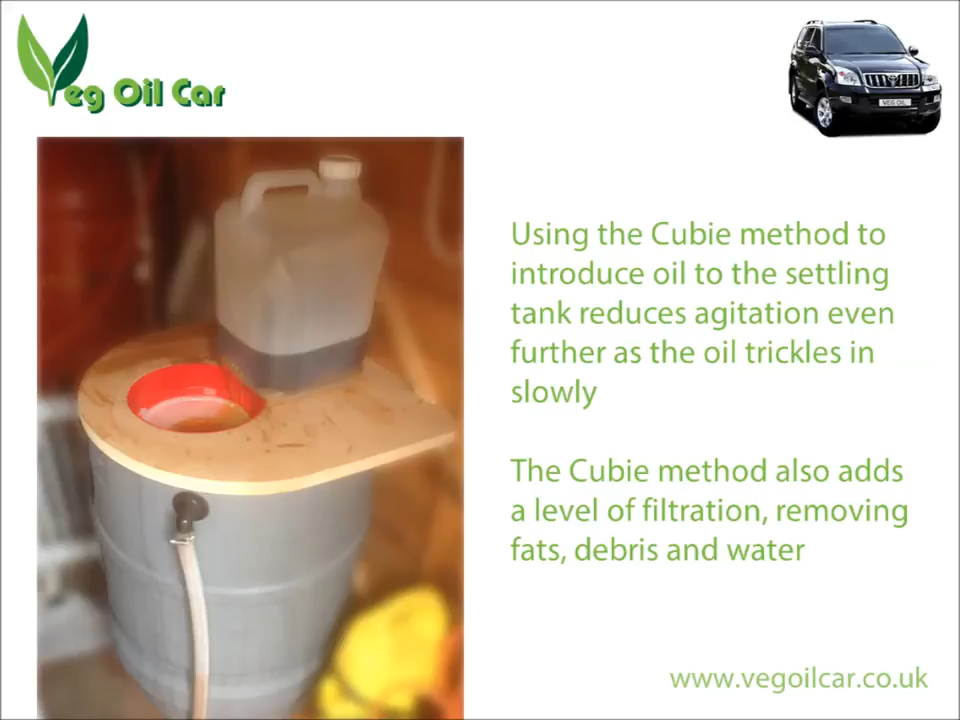 Veg Oil Car
VEG OIL
Using the Cubie method to
introduce oil to the settling
tank reduces agitation even
further as the oil trickles in
slowly
The Cubie method also adds
a level of filtration, removing
fats, debris and water
www.vegoilcar.co.uk